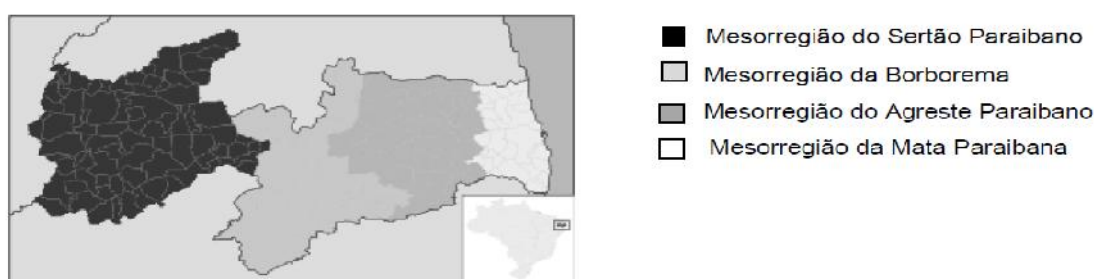 Mesorregião do Sertão Paraibano
Mesorregião da Borborema
Mesorregião do Agreste Paraibano
Mesorregião da Mata Paraibana